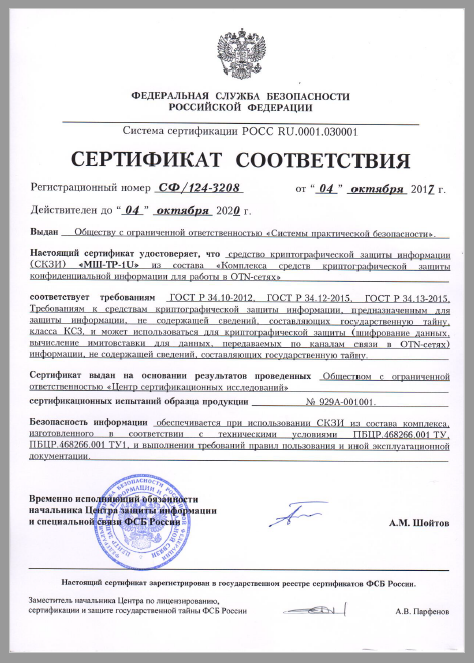 ФЕДЕРАЛЬНАЯ СЛУЖБА БЕЗОПАСНОСТИ
РОССИЙСКОЙ ФЕДЕРАЦИИ
Система сертификации РОСС RU.0001.030001
СЕРТИФИКАТ СООТВЕТСТВИЯ
Регистрационный номер СФ/124-3208 от "04" октября 2017 г.
Действителен до "04" октября 2020 г.
Выдан Обществу с ограниченной ответственностью «Системы практической безопасности».
Настоящий сертификат удостоверяет, что средство криптографической защиты информации
(СКЗИ) «МШ-ТР-1U» из состава «Комплекса средств криптографической защиты
конфиденциальной информации для работы в OTN-сетях»
соответствует требованиям ГОСТ Р 34.10-2012, ГОСТ Р 34.12-2015, ГОСТ Р 34.13-2015,
Требованиям к средствам криптографической защиты информации, предназначенным для
защиты информации, не содержащей сведений, составляющих государственную тайну,
класса КС3, и может использоваться для криптографической защиты (шифрование данных,
вычисление имитовставки для данных, передаваемых по каналам связи в OTN-сетях)
информации, не содержащей сведений, составляющих государственную тайну.
Сертификат выдан на основании результатов проведенных Обществом с ограниченной
ответственностью «Центр сертификационных исследований»
сертификационных испытаний образца продукции № 929А-001001.
Безопасность информации обеспечивается при использовании СКЗИ из состава комплекса,
изготовленного в соответствии с техническими условиями ПБЦР.468266.001 ТУ,
ПБЦР.468266.001 ТУ1, и выполнении требований правил пользования и иной эксплуатационной
документации.
Временно исполняющий обязанности
начальника Центра защиты информации
и специальной связи ФСБ России
А.М. Шойтов
Настоящий сертификат зарегистрирован в государственном реестре сертификатов ФСБ России.
Заместитель начальника Центра по лицензированию,
сертификации и защите государственной тайны ФСБ России
А.В. Парфенов